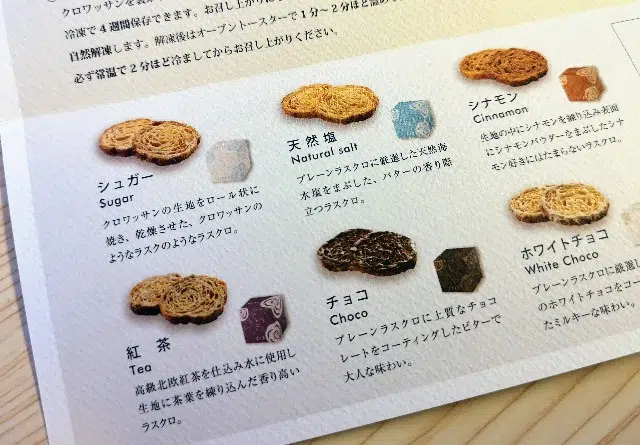 クロワッサンを
冷凍で4週間保存できます。お召し上がりに
自然解凍します。解凍後はオーブントースターで1分〜2分ほど温め
必ず常温で2分ほど冷ましてからお召し上がりください。
シュガー
Sugar
クロワッサンの生地をロール状に
焼き、乾燥させた、クロワッサンの
ようなラスクのようなラスクロ。
天然塩
Natural salt
プレーンラスクロに厳選した天然海
水塩をまぶした、バターの香り際
立つラスクロ。
シナモン
Cinnamon
生地の中にシナモンを練り込み表面
にシナモンパウダーをまぶしたシナ
モン好きにはたまらないラスクロ。
紅茶
Tea
高級北欧紅茶を仕込み水に使用し
生地に茶葉を練り込んだ香り高い
ラスクロ。
チョコ
Choco
プレーンラスクロに上質なチョコ
レートをコーティングしたビターで
大人な味わい。
ホワイトチョコ
White Choco
プレーンラスクロに厳選し
のホワイトチョコをコー
たミルキーな味わい。